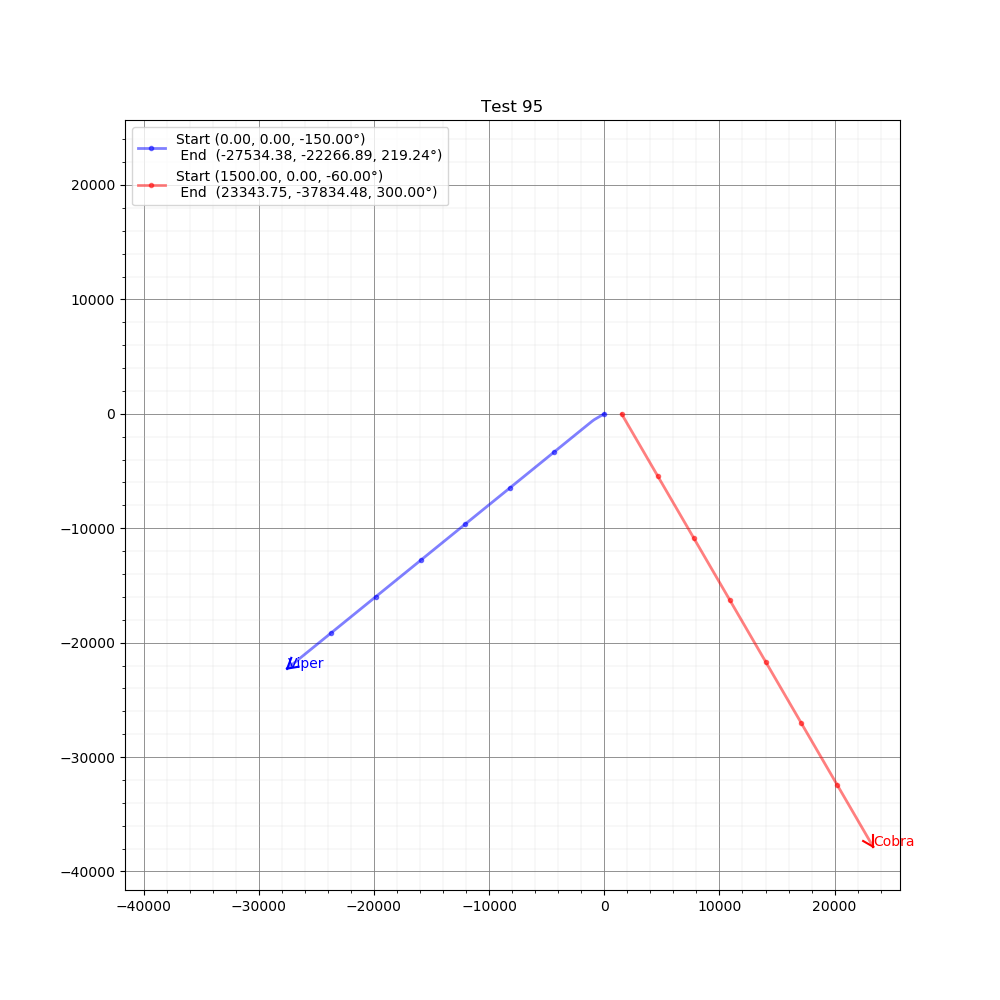 Test 95
Start (0.00, 0.00, -150.00°)
End  (-27534.38, -22266.89, 219.24°)
Start (1500.00, 0.00, -60.00°)
End  (23343.75, -37834.48, 300.00°)
20000
10000
0
−10000
−20000
−30000
−40000
Viper
Cobra
−40000
−30000
−20000
−10000
0
10000
20000